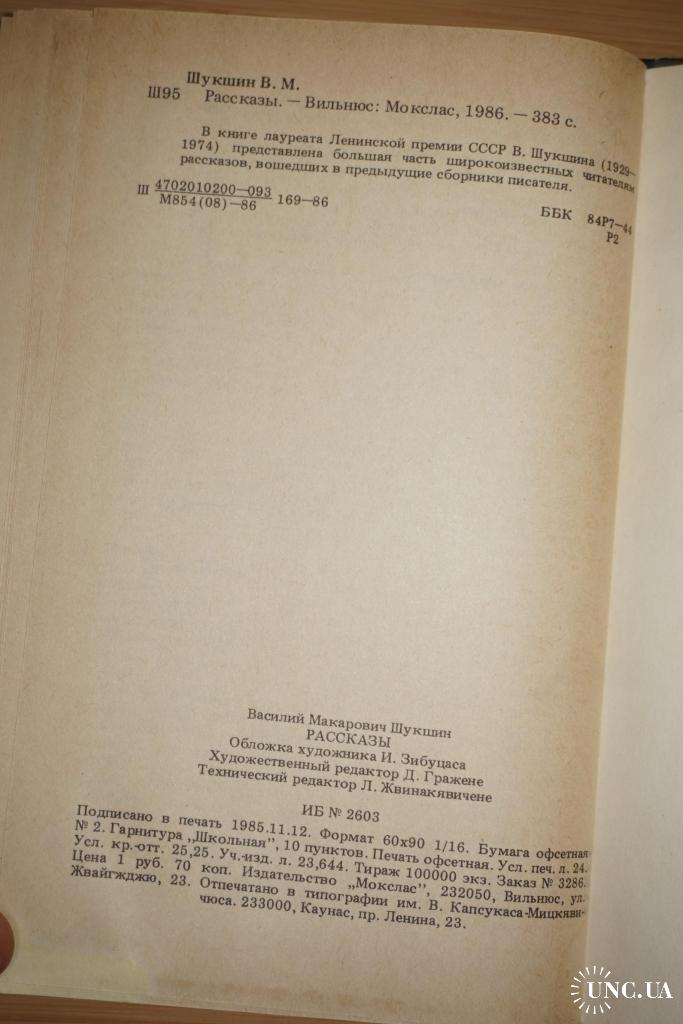 Шукшин В. М.
Ш95 Рассказы. — Вильнюс: Мокслас, 1986. — 383 с.
В книге лауреата Ленинской премии СССР В. Шукшина (1929—
1974) представлена большая часть широкоизвестных читателям
рассказов, вошедших в предыдущие сборники писателя.
Ш 4702010200—093
М854(08)—86 169—86
ББК 84Р7—44
Р2
Василий Макарович Шукшин
РАССКАЗЫ
Обложка художника И. Зибуцаса
Художественный редактор Д. Гражене
Технический редактор Л. Жвинакявичене
ИБ № 2603
Подписано в печать 1985.11.12. Формат 60х90 1/16. Бумага офсетная
№ 2. Гарнитура „Школьная", 10 пунктов. Печать офсетная. Усл. печ. л. 24.
Усл. кр.-отт. 25,25. Уч.-изд. л. 23,644. Тираж 100000 экз. Заказ № 3286.
Цена 1 руб. 70 коп. Издательство „Мокслас", 232050, Вильнюс, ул.
Жвайгжджю, 23. Отпечатано в типографии им. В. Капсукаса-Мицкяви-
чюса. 233000, Каунас, пр. Ленина, 23.
UNC.UA